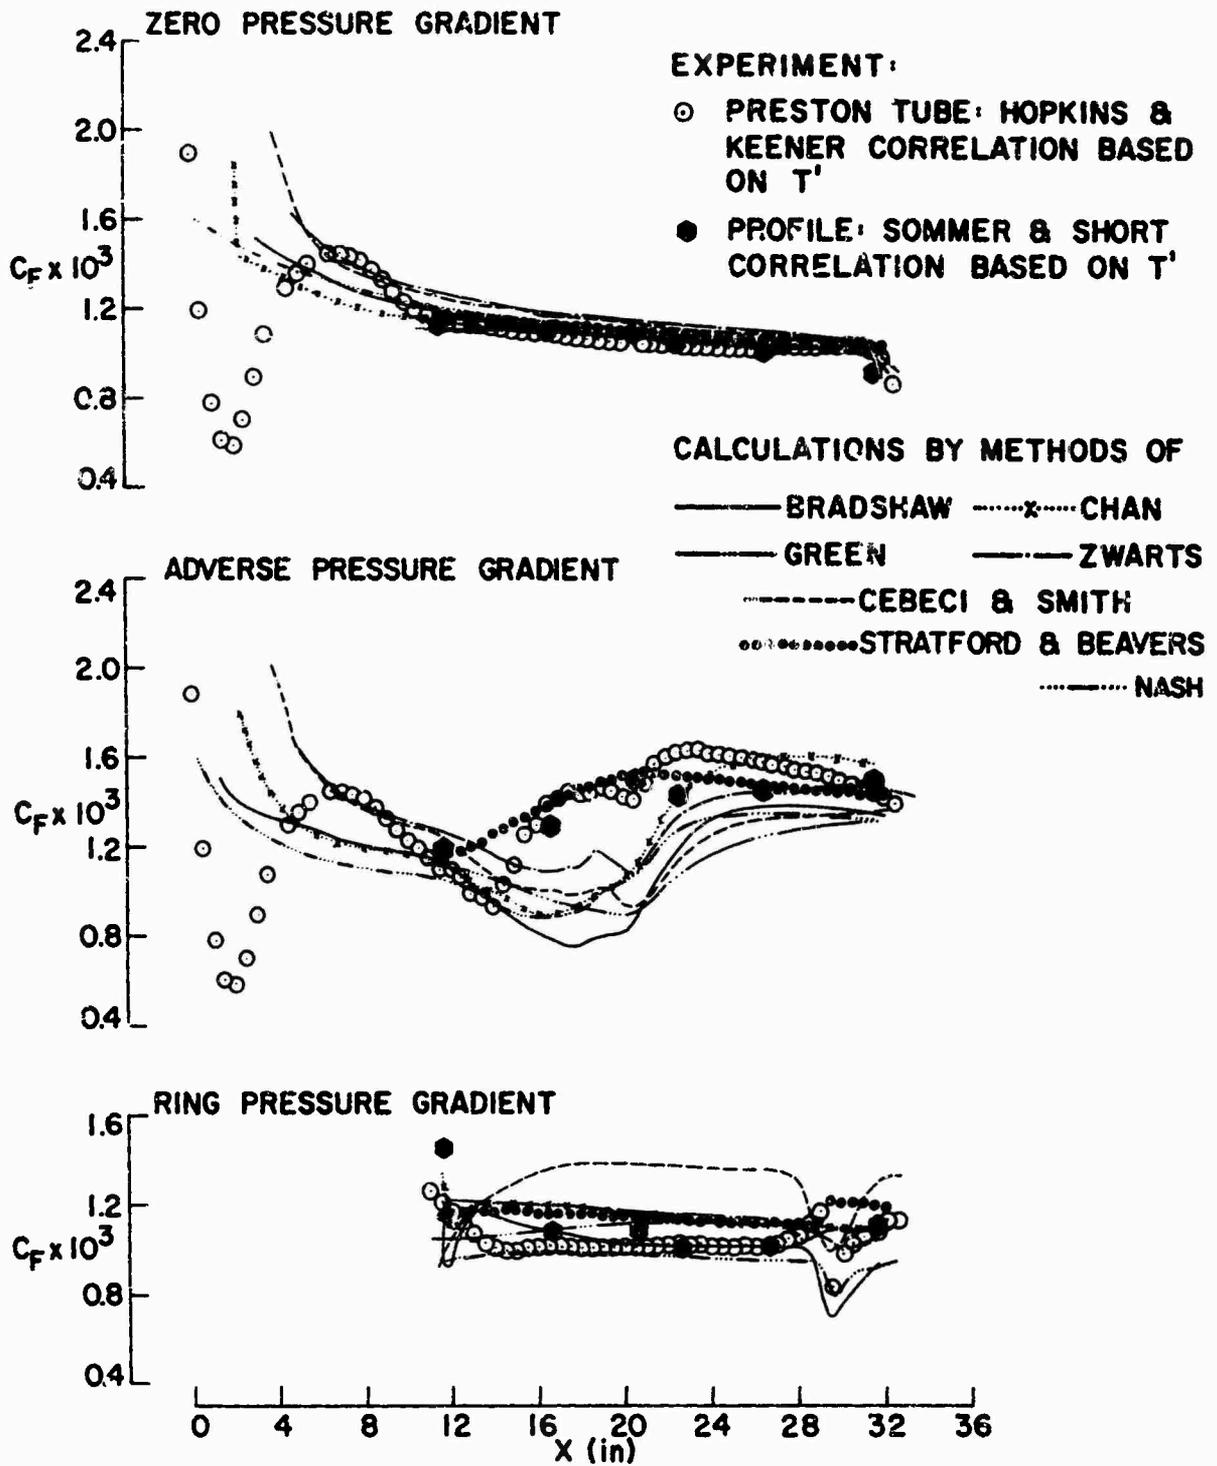 ZERO PRESSURE GRADIENT
2.4
2.0
1.6
C_F x 10^3
1.2
0.8
0.4
EXPERIMENT:
PRESTON TUBE: HOPKINS &
KEENER CORRELATION BASED
ON T'
PROFILE: SOMMER & SHORT
CORRELATION BASED ON T'
CALCULATIONS BY METHODS OF
BRADSHAW
CHAN
GREEN
ZWARTS
CEBECI & SMITH
STRATFORD & BEAVERS
NASH
ADVERSE PRESSURE GRADIENT
2.4
2.0
1.6
C_F x 10^3
1.2
0.8
0.4
RING PRESSURE GRADIENT
1.6
1.2
C_F x 10^3
0.8
0.4
0 4 8 12 16 20 24 28 32 36
X (in)